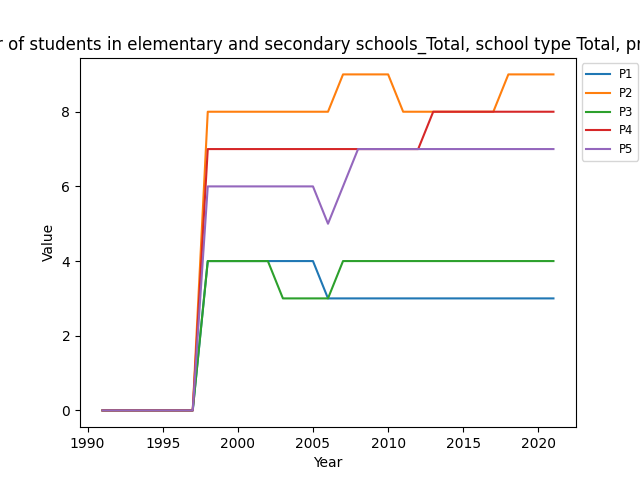 of students in elementary and secondary schools_Total, school type Total,
P1
P2
P3
P4
P5
Value
8
6
4
2
0
1990 1995 2000 2005 2010 2015 2020
Year